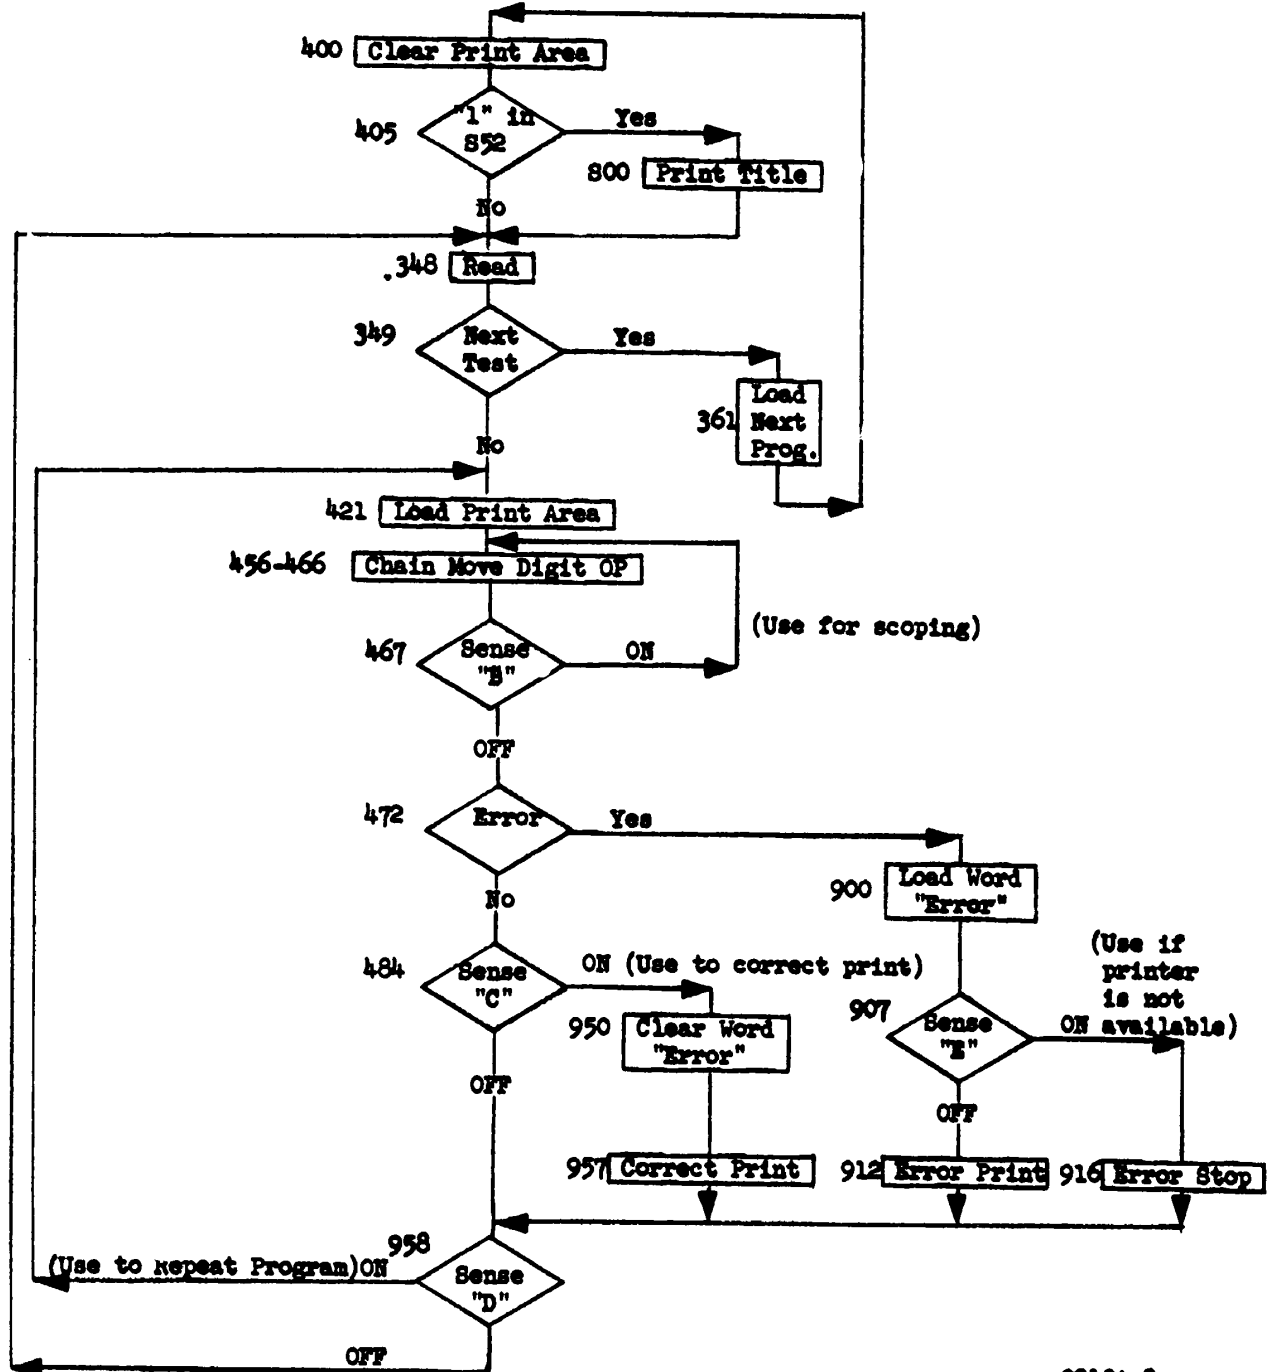 400 Clear Print Area
405 "1" in
S52
Yes
800 Print Title
No
.348 Read
349 Next
Test
Yes
361 Load
Next
Prog.
No
421 Load Print Area
456-466 Chain Move Digit OP
(Use for scoping)
467 Sense
"B"
ON
OFF
472 Error
Yes
900 Load Word
"Error"
No
484 Sense
"C"
ON (Use to correct print)
(Use if
printer
is not
available)
907 Sense
"E"
ON
950 Clear Word
"Error"
OFF
OFF
957 Correct Print
912 Error Print
916 Error Stop
958
(Use to Repeat Program)ON
Sense
"D"
OFF